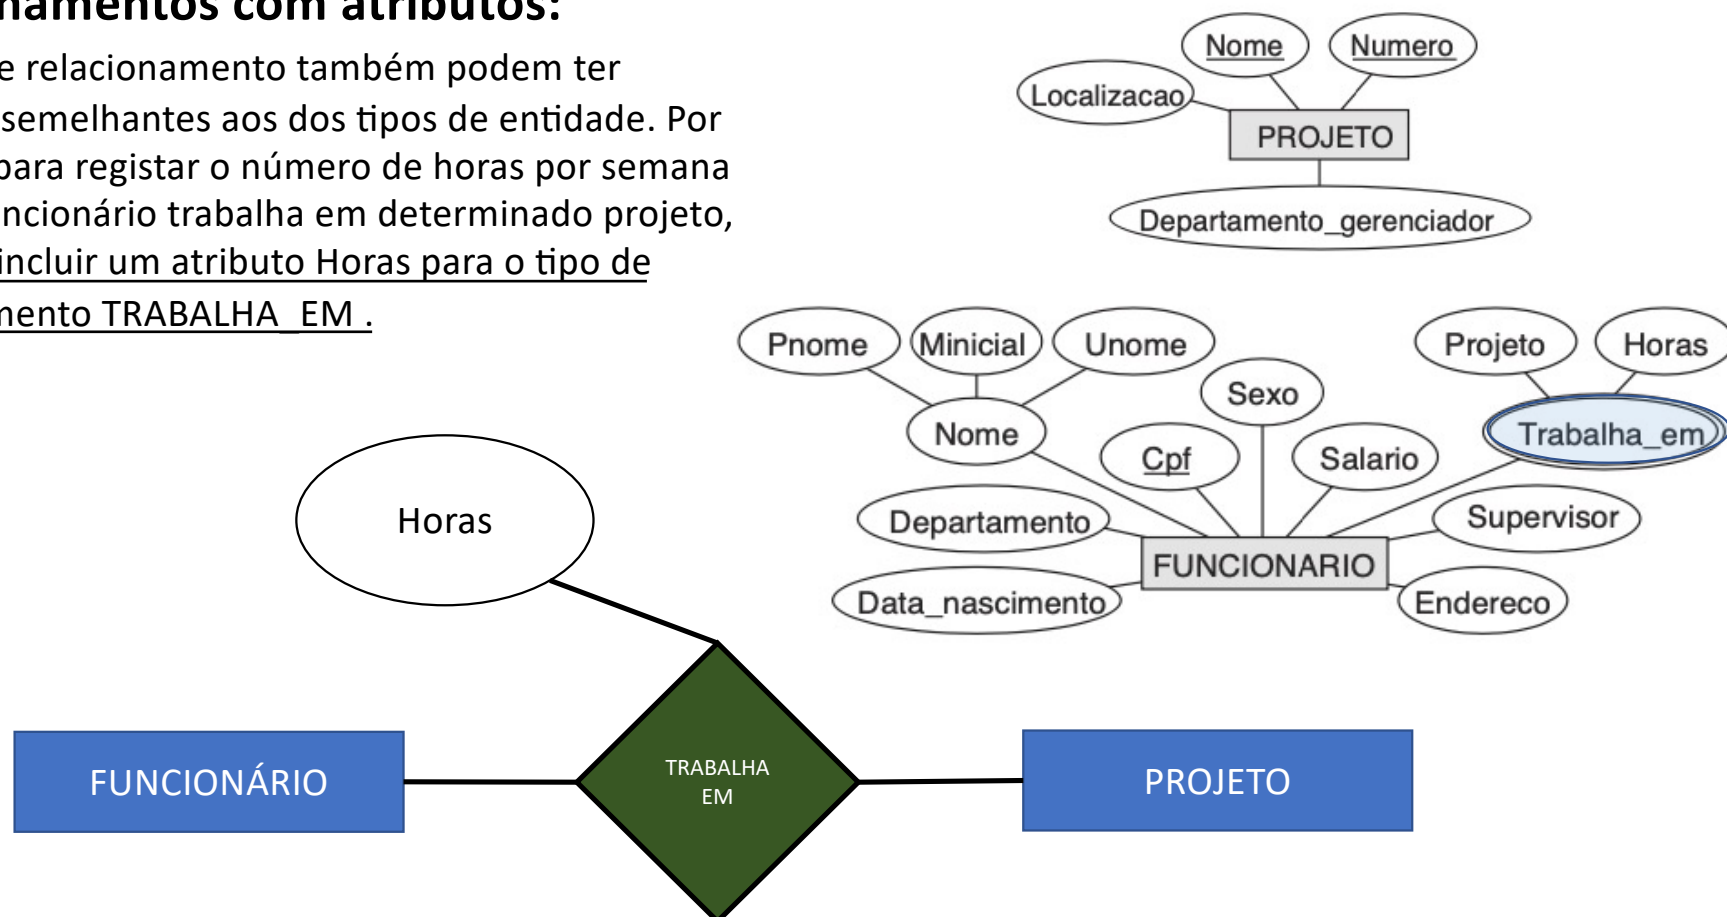 namentos com atributos:
e relacionamento também podem ter
semelhantes aos dos tipos de entidade. Por
para registar o número de horas por semana
ncionário trabalha em determinado projeto,
incluir um atributo Horas para o tipo de
mento TRABALHA_EM .
Nome
Numero
Localizacao
PROJETO
Departamento_gerenciador
Pnome
Minicial
Unome
Projeto
Horas
Sexo
Nome
Cpf
Salario
Trabalha_em
Departamento
Supervisor
FUNCIONARIO
Data_nascimento
Endereco
Horas
FUNCIONÁRIO
TRABALHA
EM
PROJETO